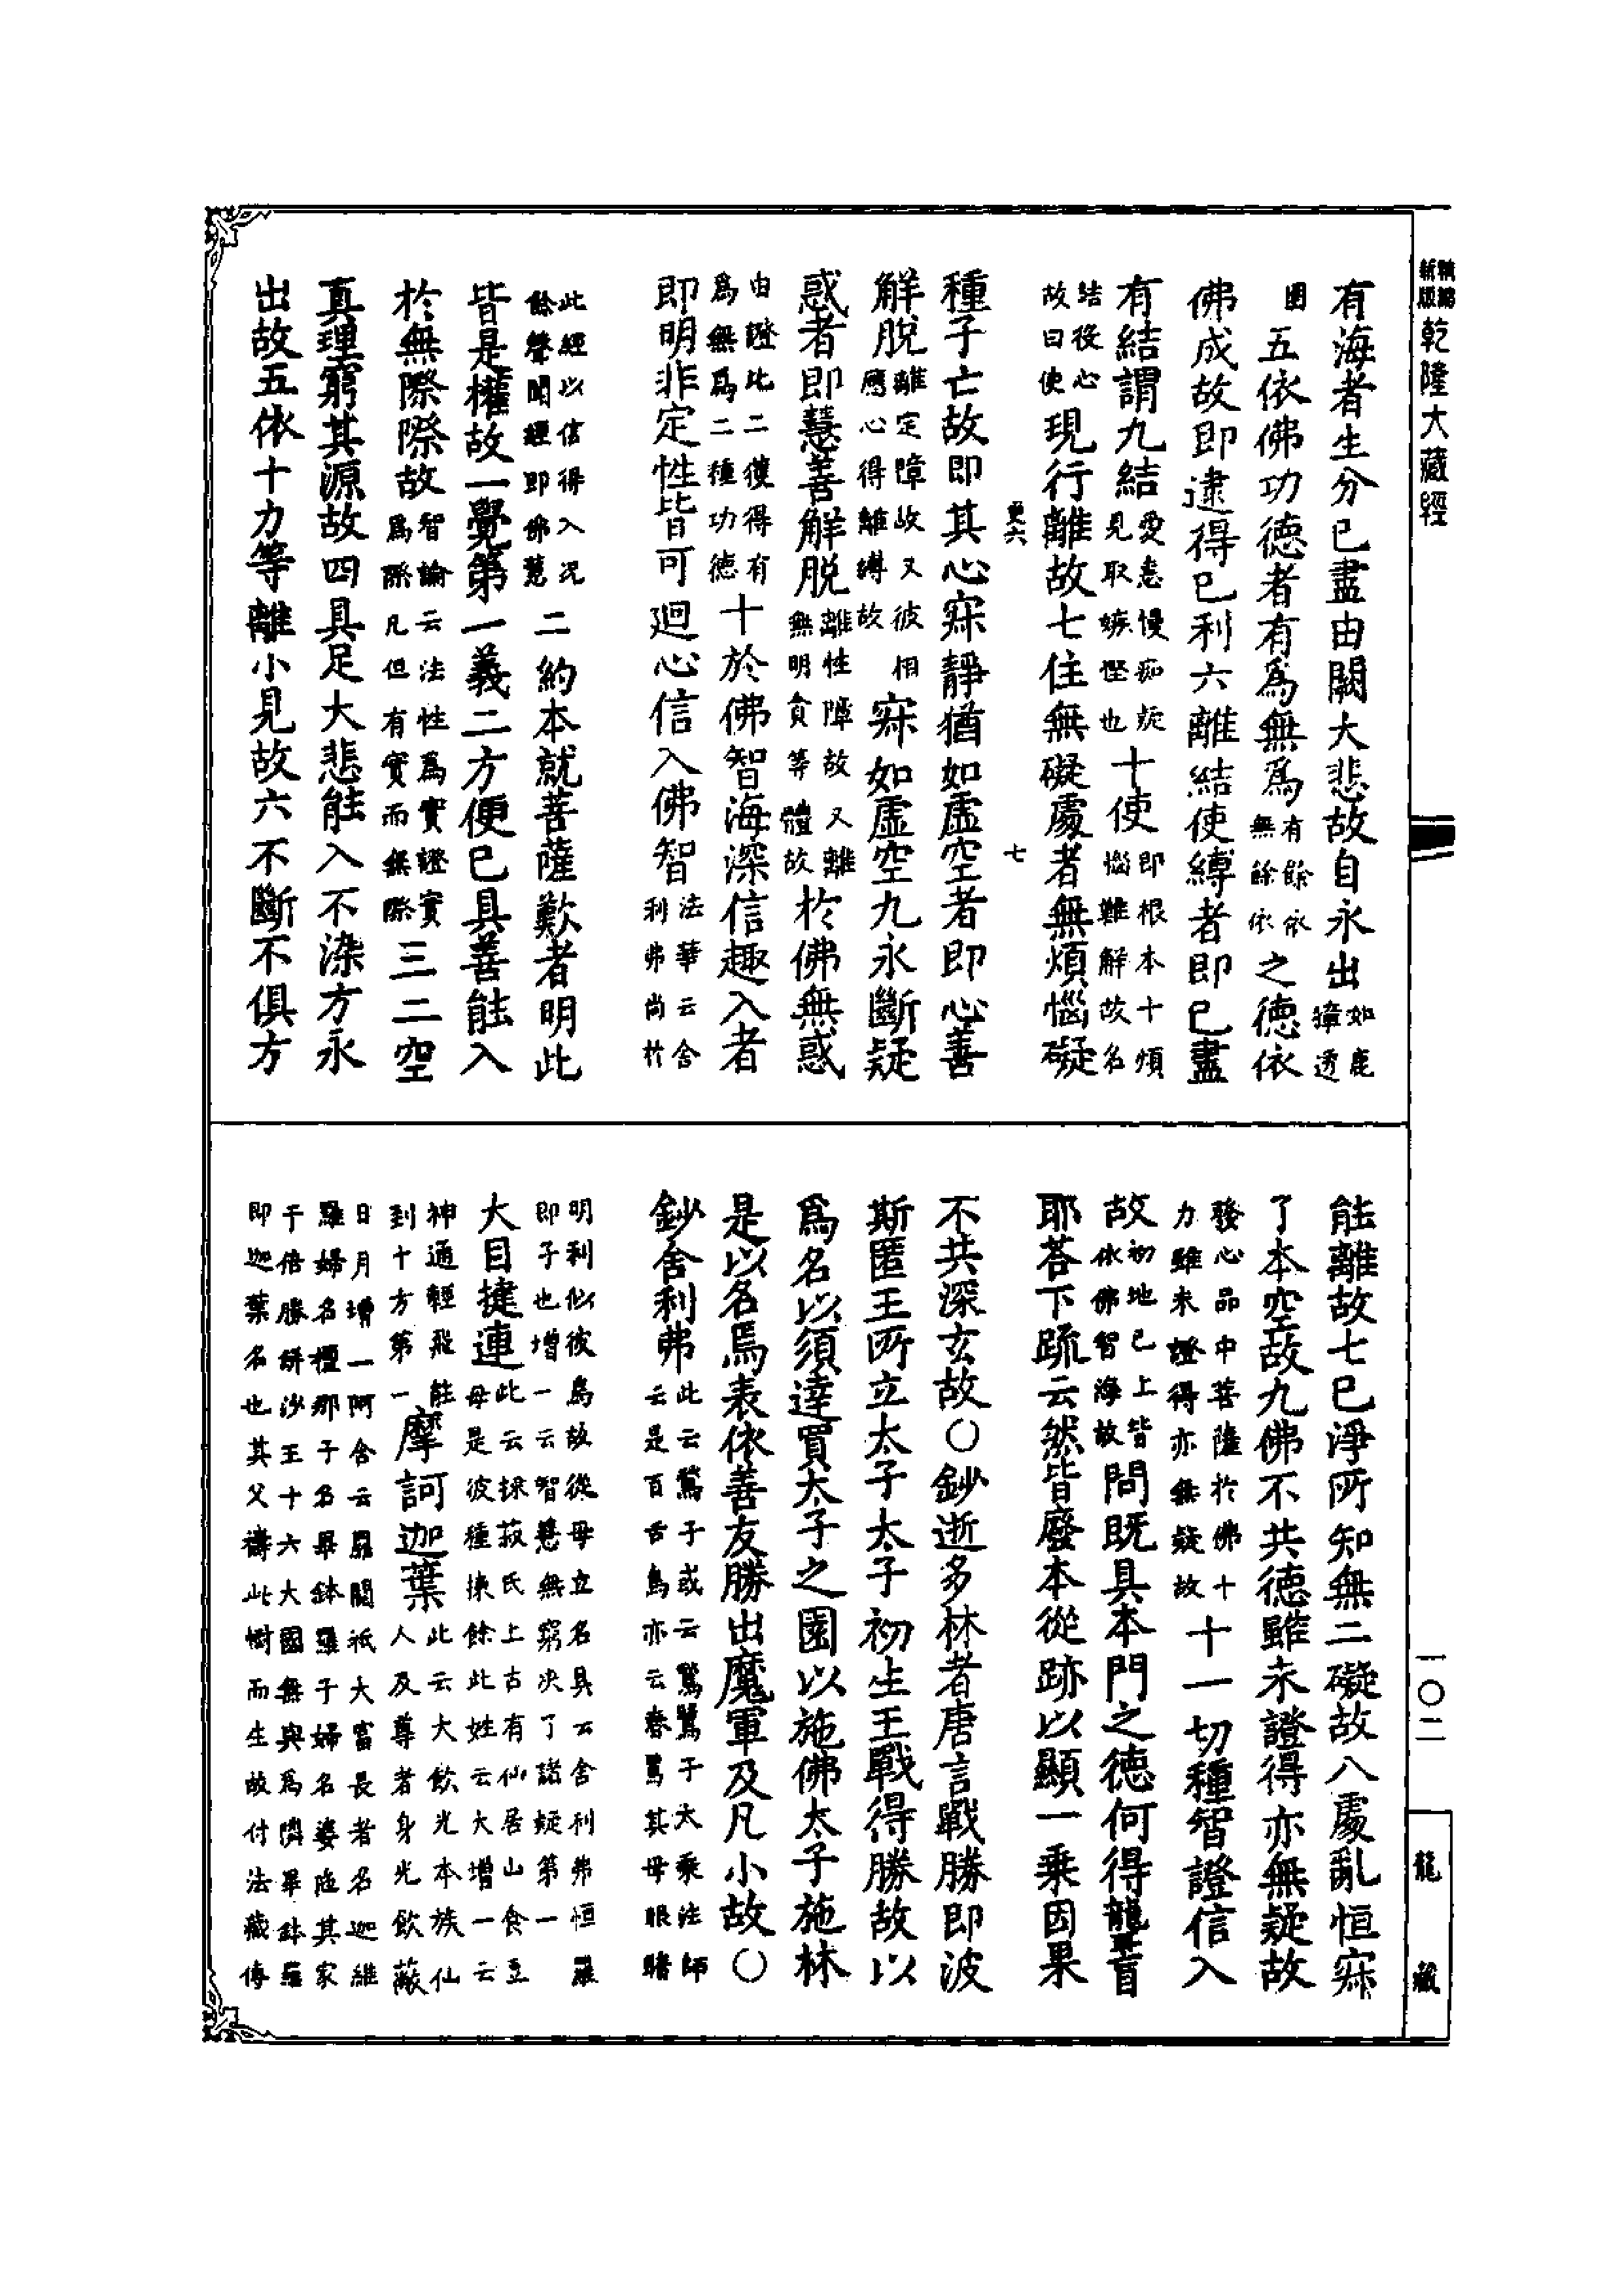 精縮新版乾隆大藏經
有海者生分已盡由闕大悲故自永出如鹿獐透
圍五依佛功德者有為無為有餘依無餘依之德依
佛成故即逮得已利六離結使縛者即已盡
有結謂九結愛恚慢痴疑見取嫉慳也十使即根本十煩惱難解故名
結後心故曰使現行離故七住無礙處者無煩惱礙
更六 七
種子亡故即其心寂靜猶如虛空者即心善
解脫離定障故又彼相應心得離縛故寂如虛空九永斷疑
惑者即慧善解脫離性障故又離無明貪等體故於佛無惑
由證此二獲得有為無為二種功德十於佛智海深信趣入者
即明非定性皆可迴心信入佛智法華云舍利弗尚於
此經以信得入况餘聲聞經即佛慧二約本就菩薩歎者明此
皆是權故一覺第一義二方便已具善能入
於無際際故智論云法性為實證實為際凡但有實而無際三二空
真理窮其源故四具足大悲能入不染方永
出故五依十力等離小見故六不斷不俱方
能離故七已淨所知無二礙故八處亂恒寂
了本空故九佛不共德雖未證得亦無疑故
發心品中菩薩於佛十力雖未證得亦無疑故十一切種智證信入
故初地已上皆依佛智海故問既具本門之德何得聾盲
耶荅下䟽云然皆廢本從跡以顯一乘因果
不共深玄故〇鈔逝多林者唐言戰勝即波
斯匿王所立太子太子初生王戰得勝故以
為名以須達買太子之園以施佛太子施林
是以名焉表依善友勝出魔軍及凡小故〇
鈔舍利弗此云鶖子或云鶖鷺子大乘法師云是百舌鳥亦云春鶯其母眼睛
明利似彼鳥故從母立名具云舍利弗怛羅即子也增一云智慧無窮决了諸疑第一
大目揵連此云採菽氏上古有仙居山食豆母是彼種揀餘此姓云大增一云
神通輕飛能到十方第一摩訶迦葉此云大飲光本族仙人及尊者身光飲蔽
日月增一阿含云羅閱祇大富長者名迦維羅婦名檀那子名畢鉢羅子婦名婆陁其家
千倍勝缾沙王十六大國無與為隣畢鉢羅即迦葉名也其父禱此樹而生故付法藏傳
一〇二
龍藏